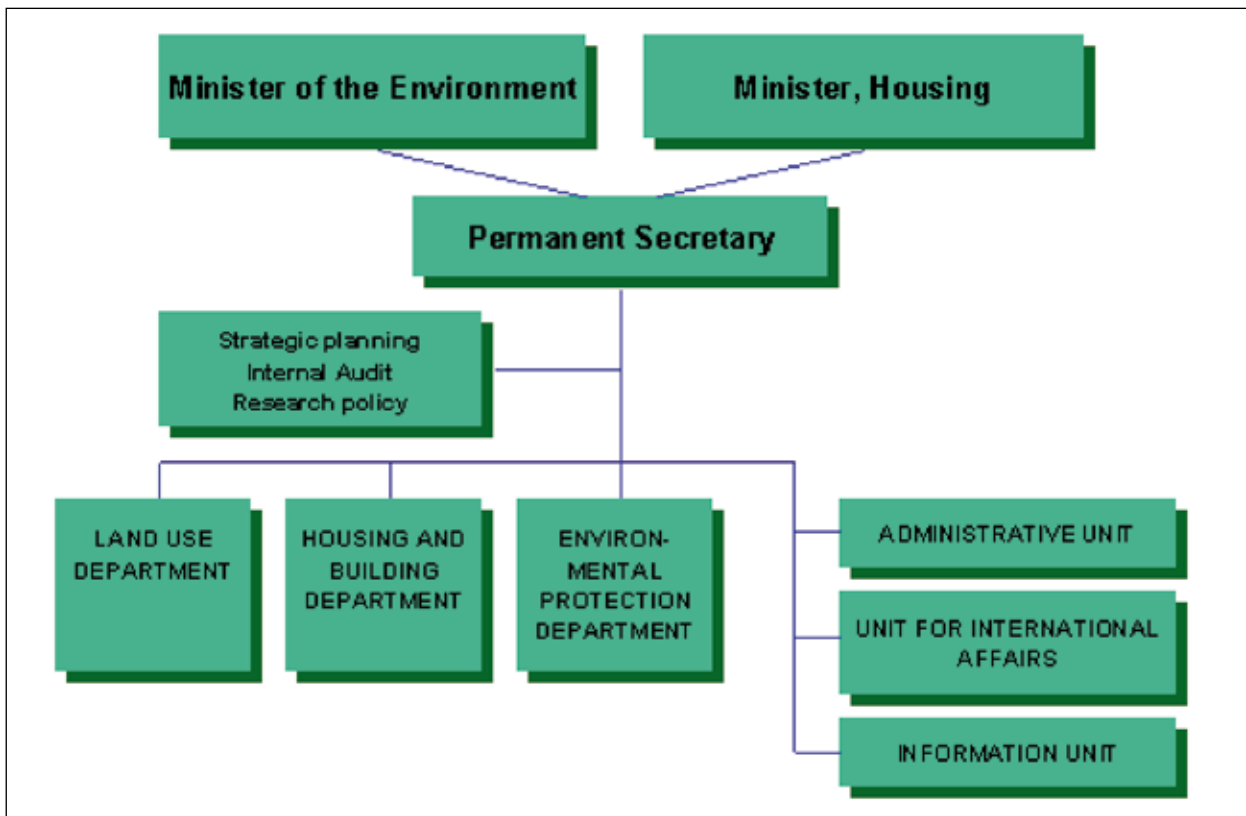 Minister of the Environment
Minister, Housing
Permanent Secretary
Strategic planning
Internal Audit
Research policy
LAND USE
DEPARTMENT
HOUSING AND
BUILDING
DEPARTMENT
ENVIRON-
MENTAL
PROTECTION
DEPARTMENT
ADMINISTRATIVE UNIT
UNIT FOR INTERNATIONAL
AFFAIRS
INFORMATION UNIT